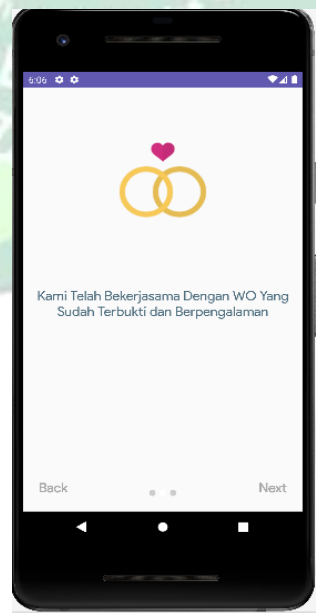 6:06
Kami Telah Bekerjasama Dengan WO Yang
Sudah Terbukti dan Berpengalaman
Back
Next